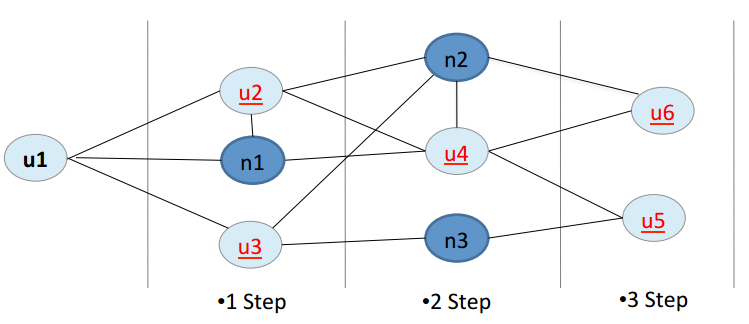 u1
u2
n1
u3
n2
u4
n3
u6
u5
•1 Step
•2 Step
•3 Step